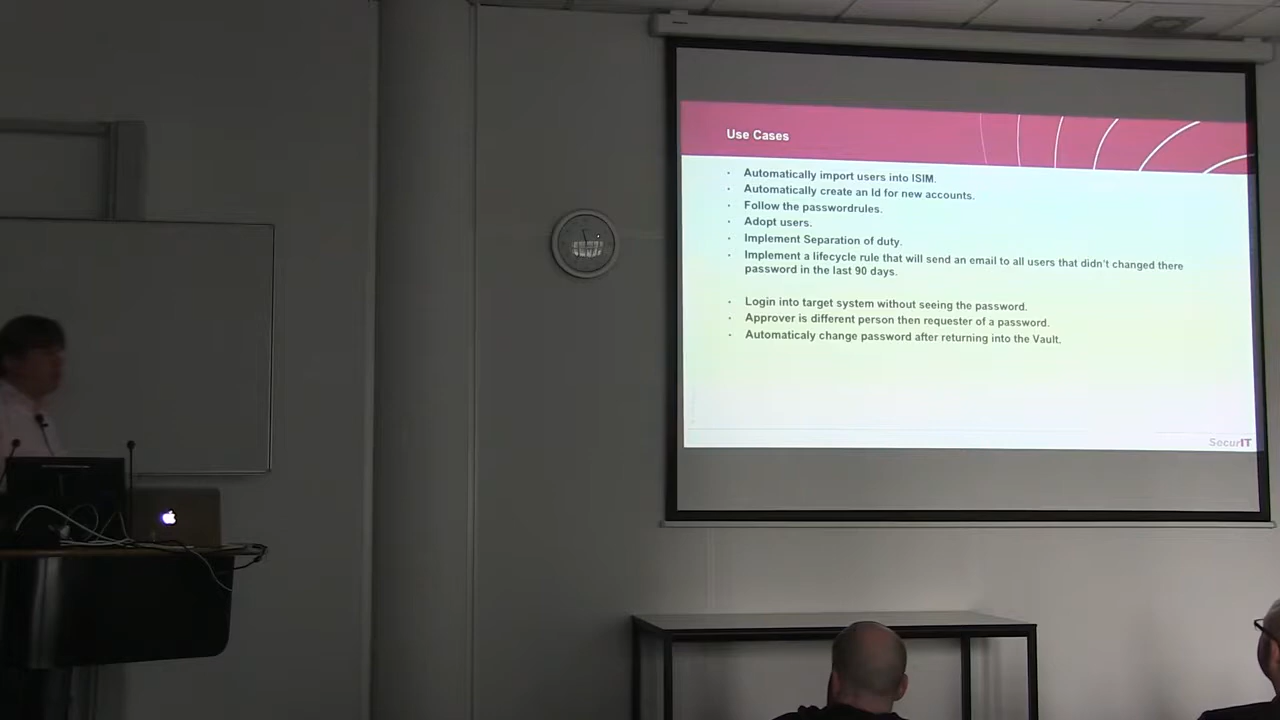 Use Cases
· Automatically import users into ISIM.
· Automatically create an Id for new accounts.
· Follow the passwordrules.
· Adopt users.
· Implement Separation of duty.
· Implement a lifecycle rule that will send an email to all users that didn't changed there
password in the last 90 days.
· Login into target system without seeing the password.
· Approver is different person then requester of a password.
· Automaticaly change password after returning into the Vault.
SecurIT